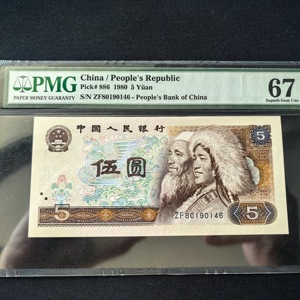 PMG
PAPER MONEY GUARANTY
China / People's Republic
Pick# 886 1980 5 Yüan
S/N ZF80190146 - People's Bank of China
67
Superb Gem Unc
中国人民银行
5
伍圆
ZF80190146
5
5